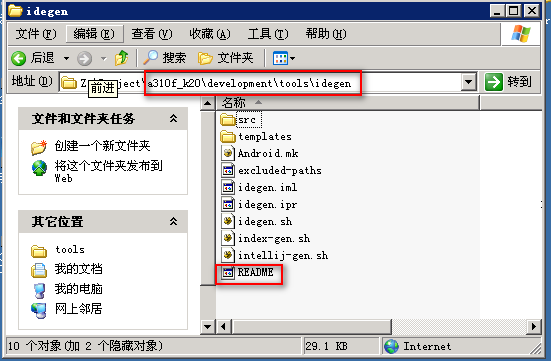 idegen
文件(F) 编辑(E) 查看(V) 收藏(A) 工具(T) 帮助(H)
后退 搜索 文件夹
地址(D) a310f_k20\development\tools\idegen 转到
前进
文件和文件夹任务
创建一个新文件夹
将这个文件夹发布到
Web
其它位置
tools
我的文档
我的电脑
网上邻居
名称
src
templates
Android.mk
excluded-paths
idegen.iml
idegen.ipr
idegen.sh
index-gen.sh
intellij-gen.sh
README
10 个对象(加 2 个隐藏对象) 29.1 KB Internet